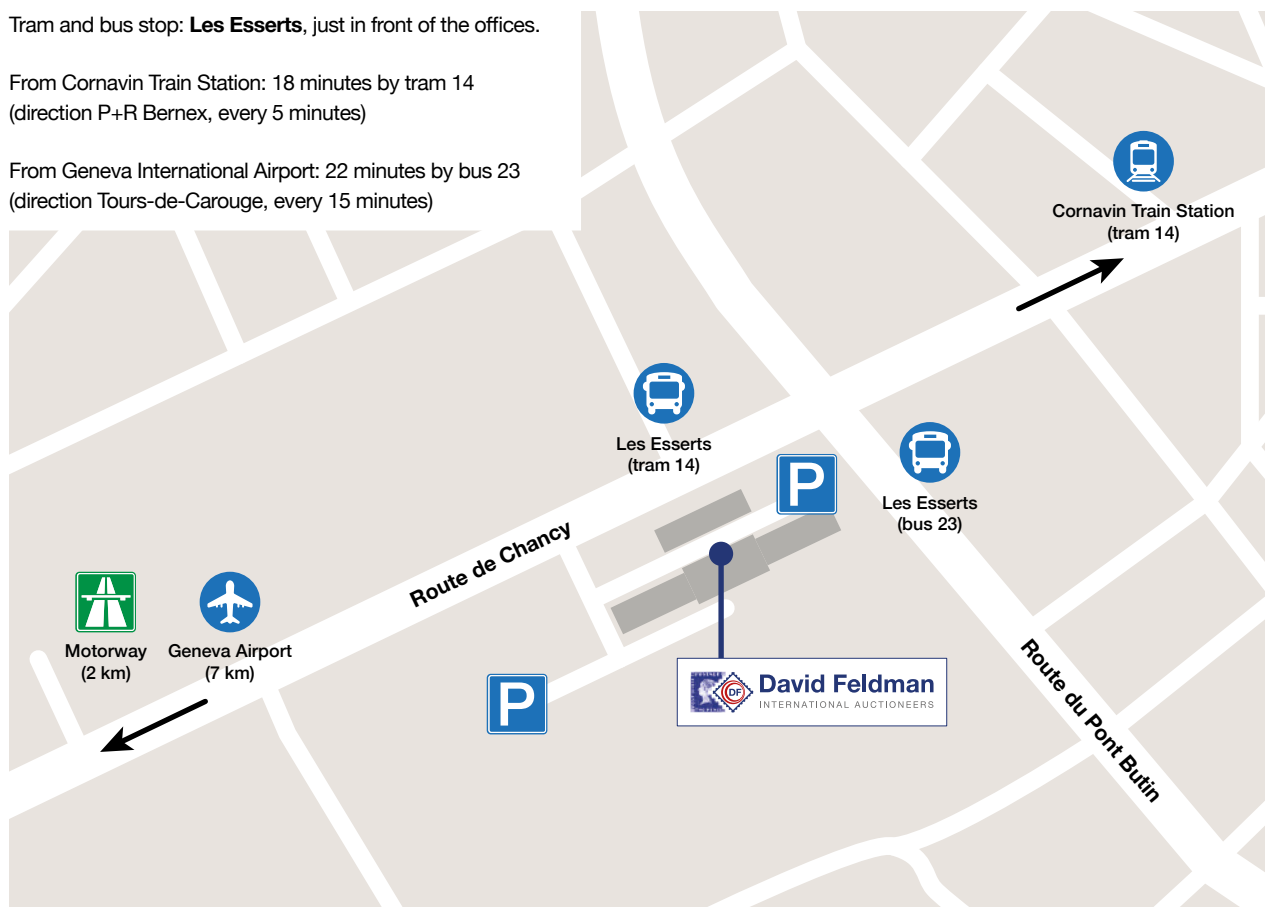 Tram and bus stop: Les Esserts, just in front of the offices.
From Cornavin Train Station: 18 minutes by tram 14
(direction P+R Bernex, every 5 minutes)
From Geneva International Airport: 22 minutes by bus 23
(direction Tours-de-Carouge, every 15 minutes)
Cornavin Train Station
(tram 14)
Les Esserts
(tram 14)
P
Les Esserts
(bus 23)
Route de Chancy
Motorway
(2 km)
Geneva Airport
(7 km)
P
DF
David Feldman
INTERNATIONAL AUCTIONEERS
Route du Pont Butin